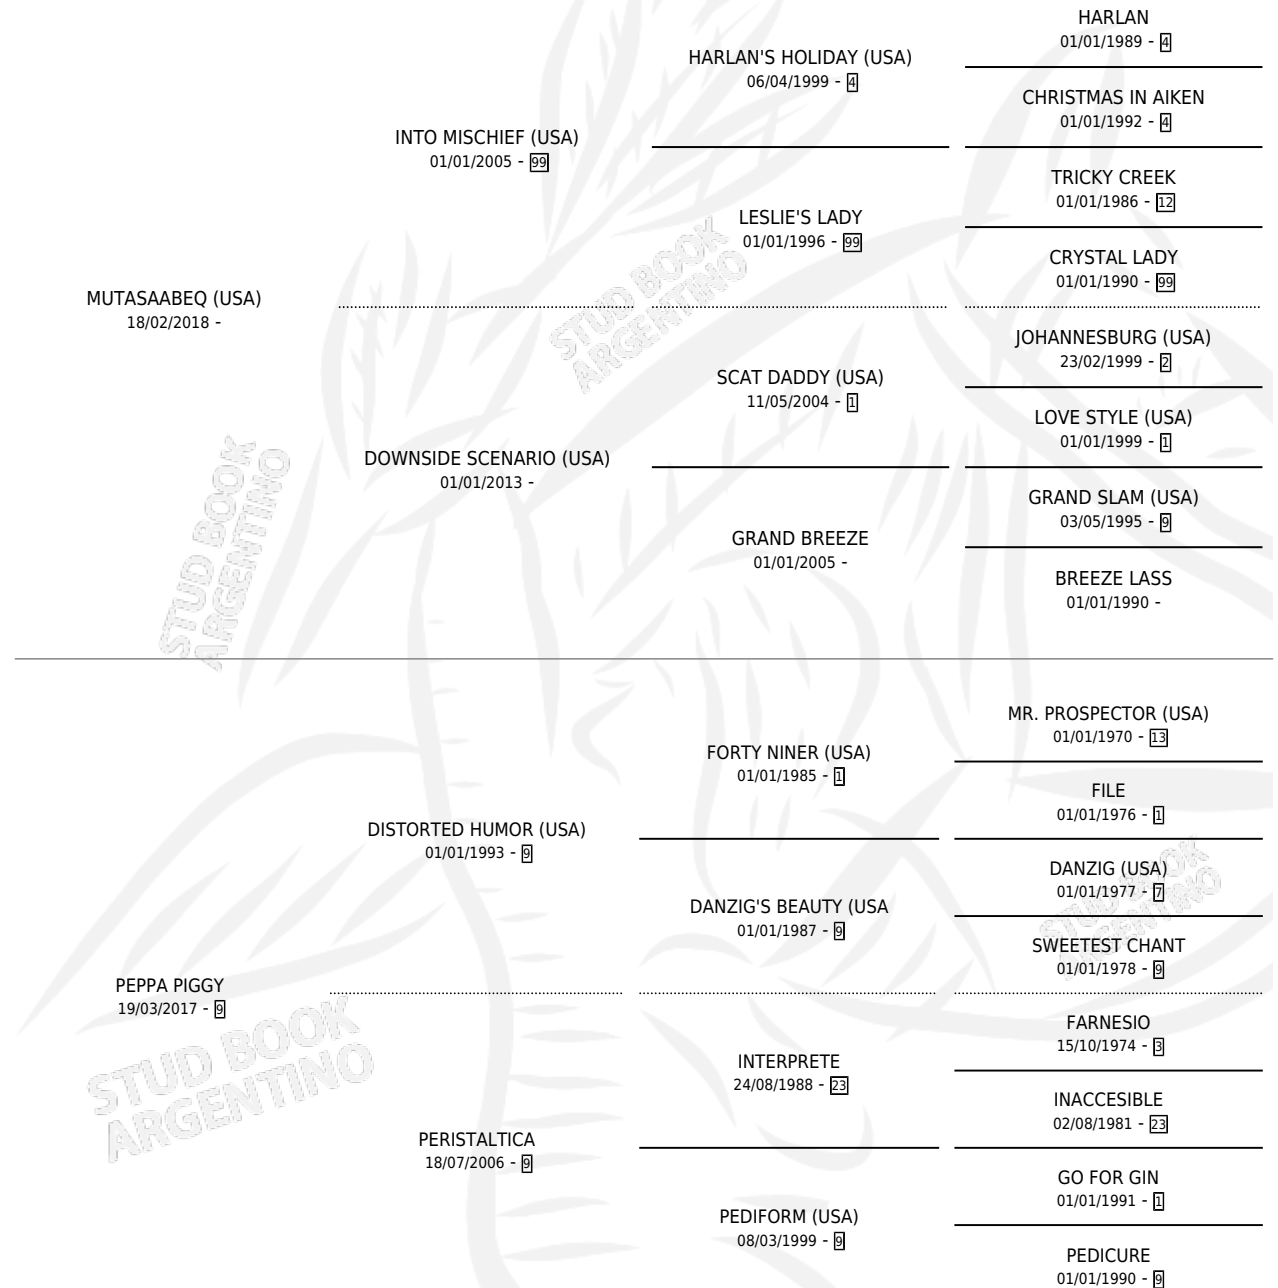 HARLAN
01/01/1989 - 4
HARLAN'S HOLIDAY (USA)
06/04/1999 - 4
CHRISTMAS IN AIKEN
01/01/1992 - 4
INTO MISCHIEF (USA)
01/01/2005 - 99
TRICKY CREEK
01/01/1986 - 12
LESLIE'S LADY
01/01/1996 - 99
CRYSTAL LADY
01/01/1990 - 99
MUTASAABEQ (USA)
18/02/2018 -
JOHANNESBURG (USA)
23/02/1999 - 2
SCAT DADDY (USA)
11/05/2004 - 1
LOVE STYLE (USA)
01/01/1999 - 1
DOWNSIDE SCENARIO (USA)
01/01/2013 -
GRAND SLAM (USA)
03/05/1995 - 9
GRAND BREEZE
01/01/2005 -
BREEZE LASS
01/01/1990 -
MR. PROSPECTOR (USA)
01/01/1970 - 13
FORTY NINER (USA)
01/01/1985 - 1
FILE
01/01/1976 - 1
DISTORTED HUMOR (USA)
01/01/1993 - 9
DANZIG (USA)
01/01/1977 - 7
DANZIG'S BEAUTY (USA
01/01/1987 - 9
SWEETEST CHANT
01/01/1978 - 9
PEPPA PIGGY
19/03/2017 - 9
FARNESIO
15/10/1974 - 3
INTERPRETE
24/08/1988 - 23
INACCESIBLE
02/08/1981 - 23
PERISTALTICA
18/07/2006 - 9
GO FOR GIN
01/01/1991 - 1
PEDIFORM (USA)
08/03/1999 - 9
PEDICURE
01/01/1990 - 9
STUD BOOK
ARGENTINO
STUD BOOK
ARGENTINO
STUD BOOK
ARGENTINO
STUD BOOK
ARGENTINO